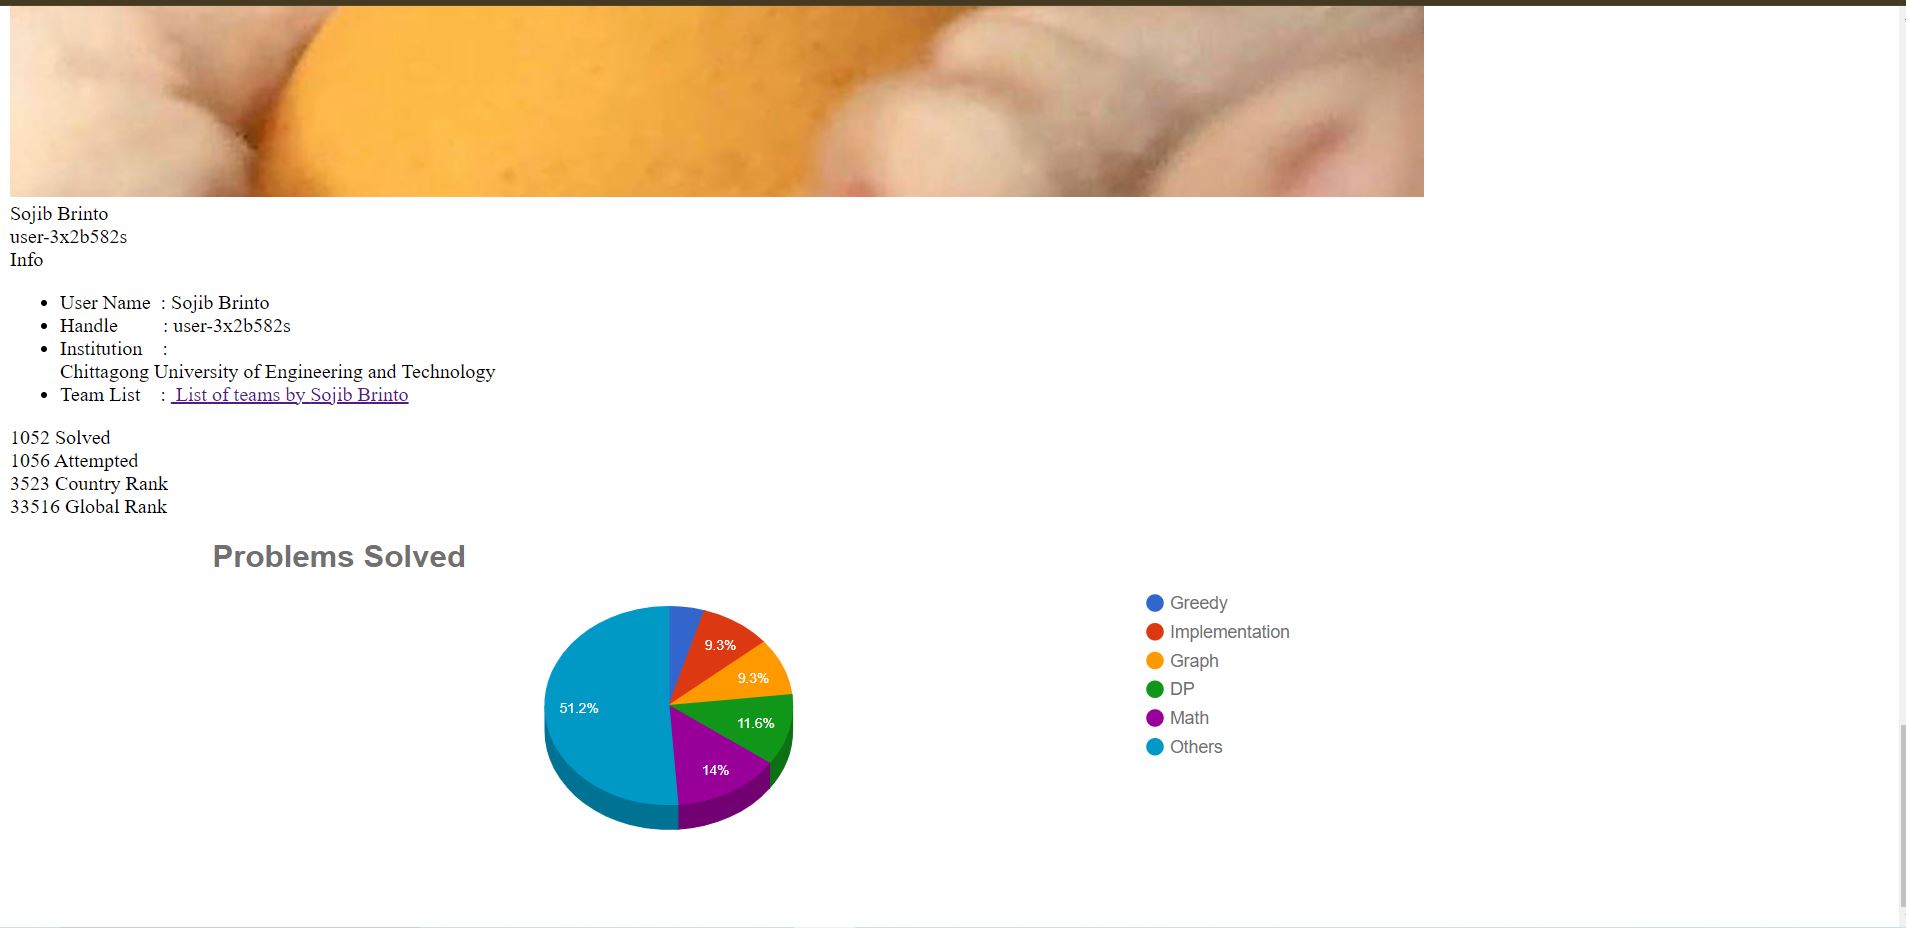 Sojib Brinto
user-3x2b582s
Info
User Name : Sojib Brinto
Handle : user-3x2b582s
Institution :
Chittagong University of Engineering and Technology
Team List : List of teams by Sojib Brinto
1052 Solved
1056 Attempted
3523 Country Rank
33516 Global Rank
Problems Solved
Greedy
Implementation
Graph
DP
Math
Others
9.3%
9.3%
11.6%
14%
51.2%